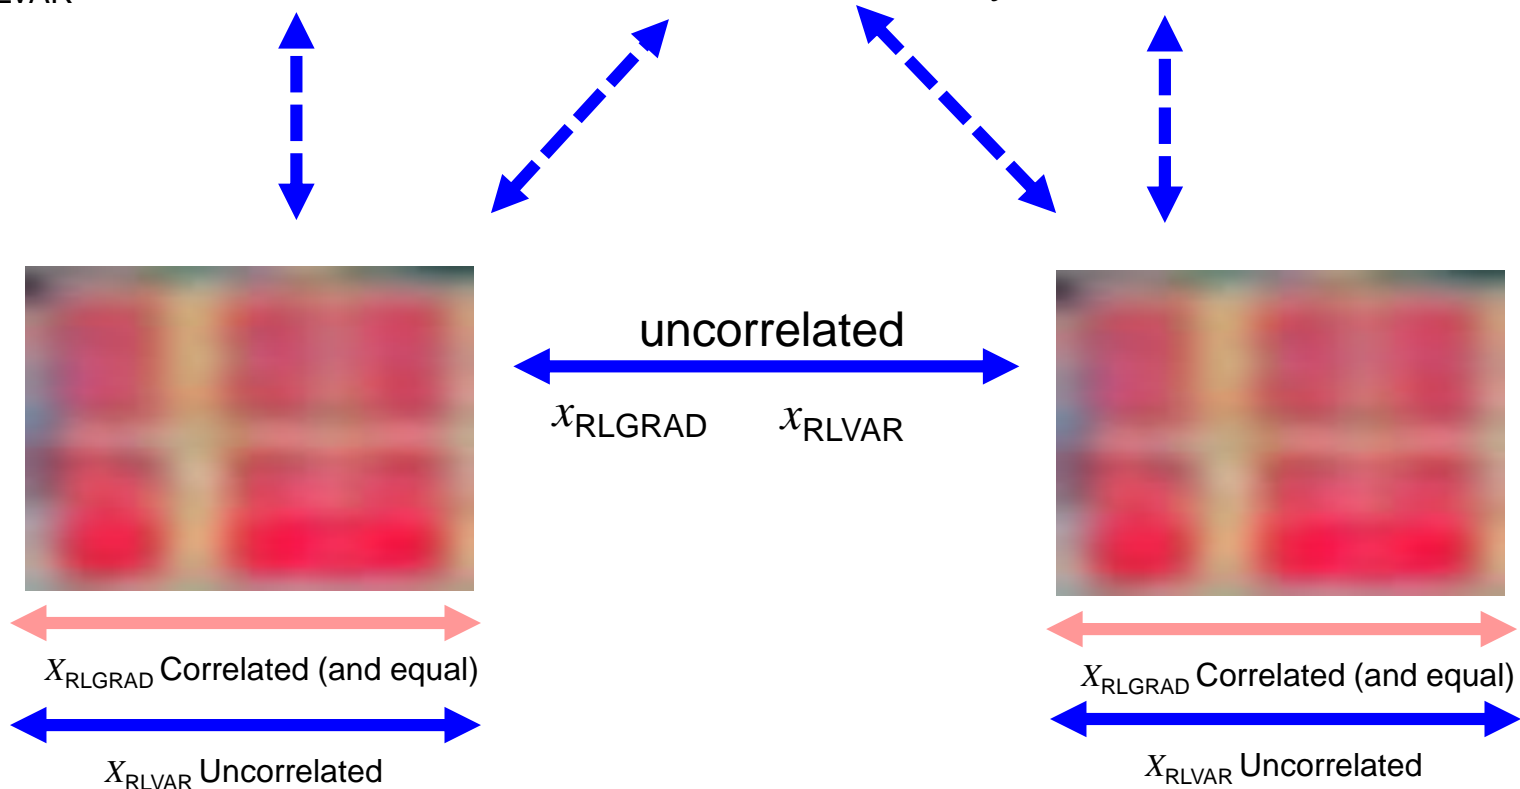 uncorrelated
xRLGRAD xRLVAR
XRLGRAD Correlated (and equal)
XRLVAR Uncorrelated
XRLGRAD Correlated (and equal)
XRLVAR Uncorrelated